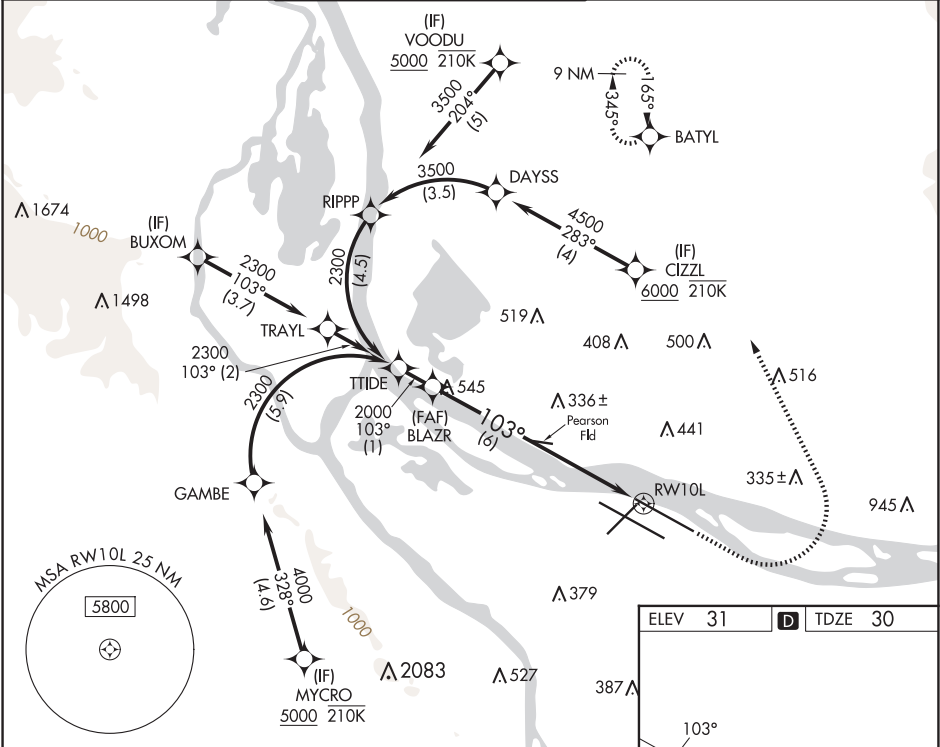 (IF)
VOODU
5000 210K
3500
204°
(5)
9 NM
345°
165°
BATYL
3500
(3.5)
DAYSS
RIPPP
4500
283°
(4)
(IF)
CIZZL
6000 210K
1674
1000
(IF)
BUXOM
2300
103°
(3.7)
2300
(4.5)
1498
TRAYL
519
408
500
2300
103° (2)
TTIDE
545
516
2300
(5.9)
2000
103°
(1)
(FAF)
BLAZR
103°
(6)
336±
Pearson
Fld
441
GAMBE
RW10L
335±
945
MSA RW10L 25 NM
5800
4000
328°
(4.6)
1000
379
(IF)
MYCRO
5000 210K
2083
527
387
ELEV 31 D TDZE 30
103°